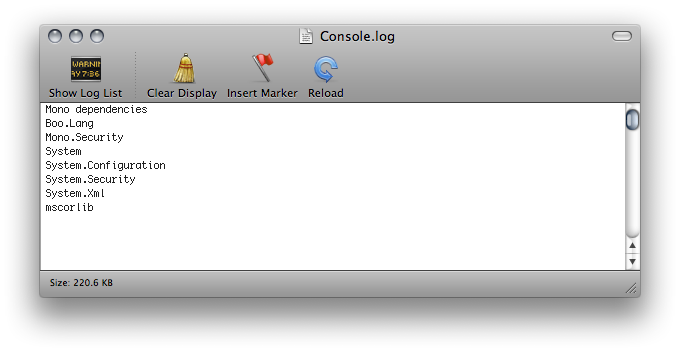 Console.log
WARNIN
AY 7:36
Show Log List
Clear Display
Insert Marker
Reload
Mono dependencies
Boo.Lang
Mono.Security
System
System.Configuration
System.Security
System.Xml
mscorlib
Size: 220.6 KB